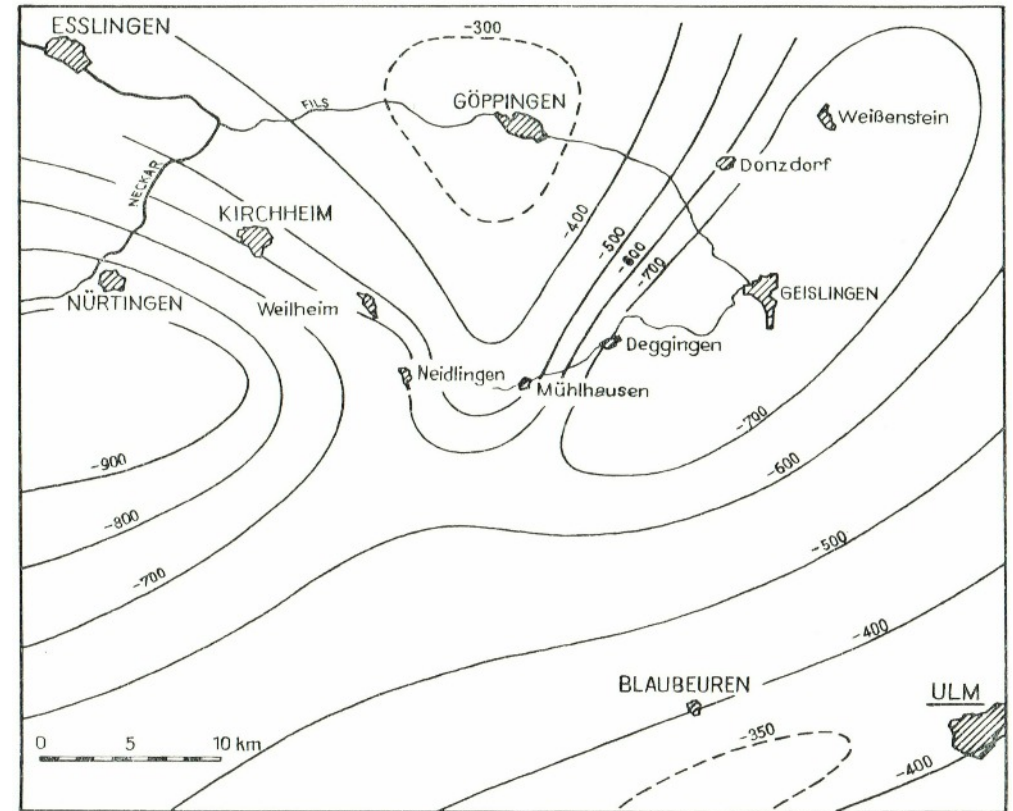 ESSLINGEN
-300
FILS
GÖPPINGEN
Weißenstein
Donzdorf
NECKAR
KIRCHHEIM
-400
-500
-600
-700
NÜRTINGEN
Weilheim
GEISLINGEN
Deggingen
Neidlingen
Mühlhausen
-700
-900
-600
-800
-500
-700
-400
BLAUBEUREN
ULM
-350
0 5 10 km
-400